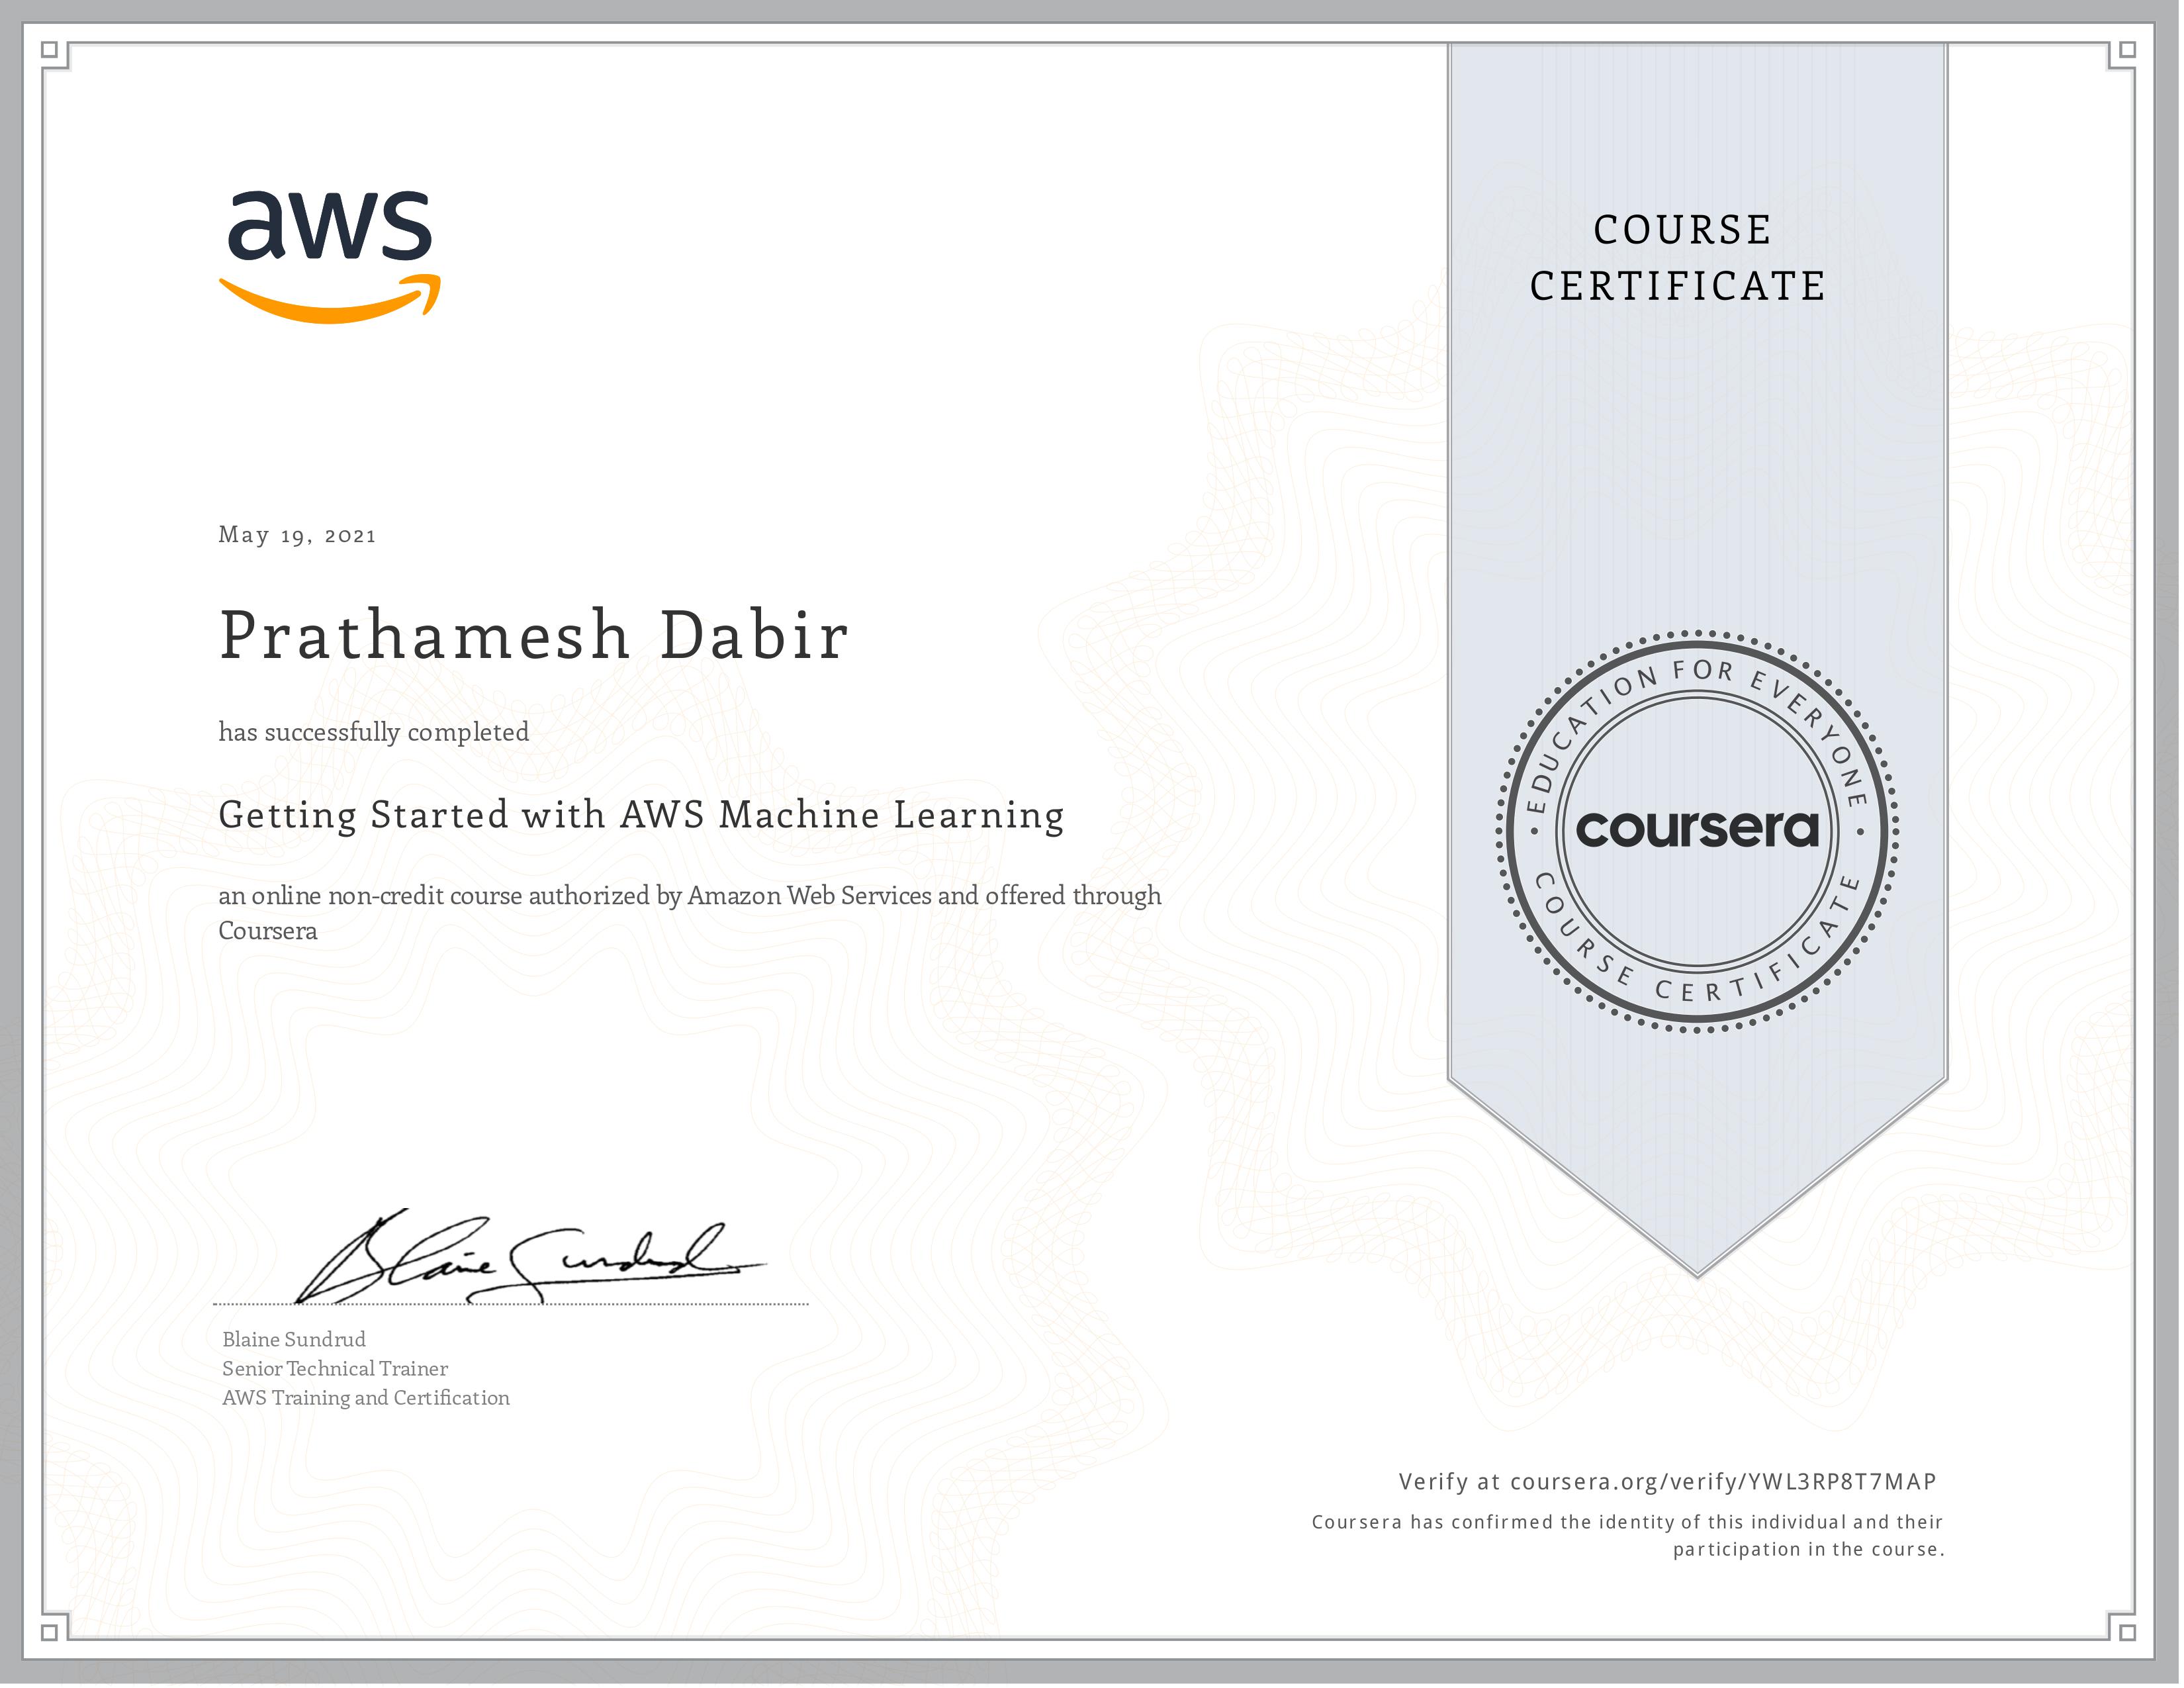 aws
COURSE
CERTIFICATE
May 19, 2021
Prathamesh Dabir
has successfully completed
Getting Started with AWS Machine Learning
an online non-credit course authorized by Amazon Web Services and offered through
Coursera
EDUCATION FOR EVERYONE
coursera
COURSE CERTIFICATE
Blaine Sundrud
Blaine Sundrud
Senior Technical Trainer
AWS Training and Certification
Verify at coursera.org/verify/YWL3RP8T7MAP
Coursera has confirmed the identity of this individual and their
participation in the course.